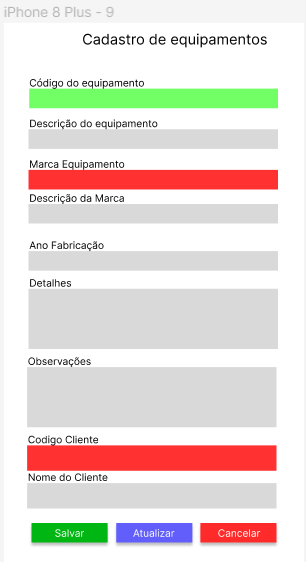 iPhone 8 Plus - 9
Cadastro de equipamentos
Código do equipamento
Descrição do equipamento
Marca Equipamento
Descrição da Marca
Ano Fabricação
Detalhes
Observações
Codigo Cliente
Nome do Cliente
Salvar Atualizar Cancelar